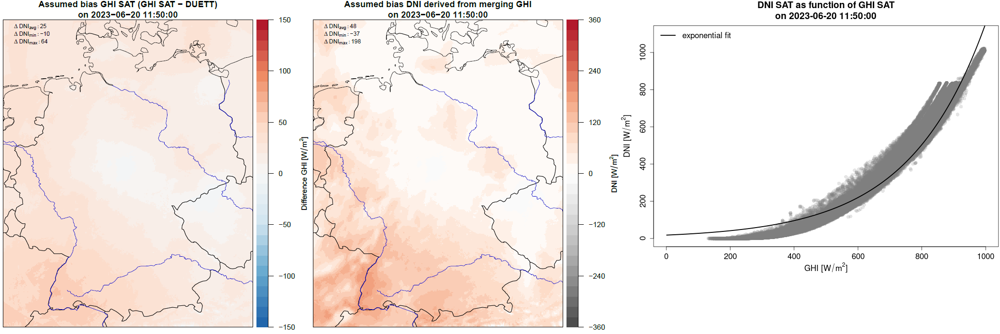 Assumed bias GHI SAT (GHI SAT − DUETT)
on 2023−06−20 11:50:00
Δ DNIavg : 25
Δ DNImin : −10
Δ DNImax : 64
150
100
50
0
−50
−100
−150
Difference GHI [W/m²]
Assumed bias DNI derived from merging GHI
on 2023−06−20 11:50:00
Δ DNIavg : 48
Δ DNImin : −37
Δ DNImax : 198
360
240
120
0
−120
−240
−360
DNI [W/m²]
DNI SAT as function of GHI SAT
on 2023-06-20 11:50:00
exponential fit
DNI [W/m²]
1000
800
600
400
200
0
0 200 400 600 800 1000
GHI [W/m²]